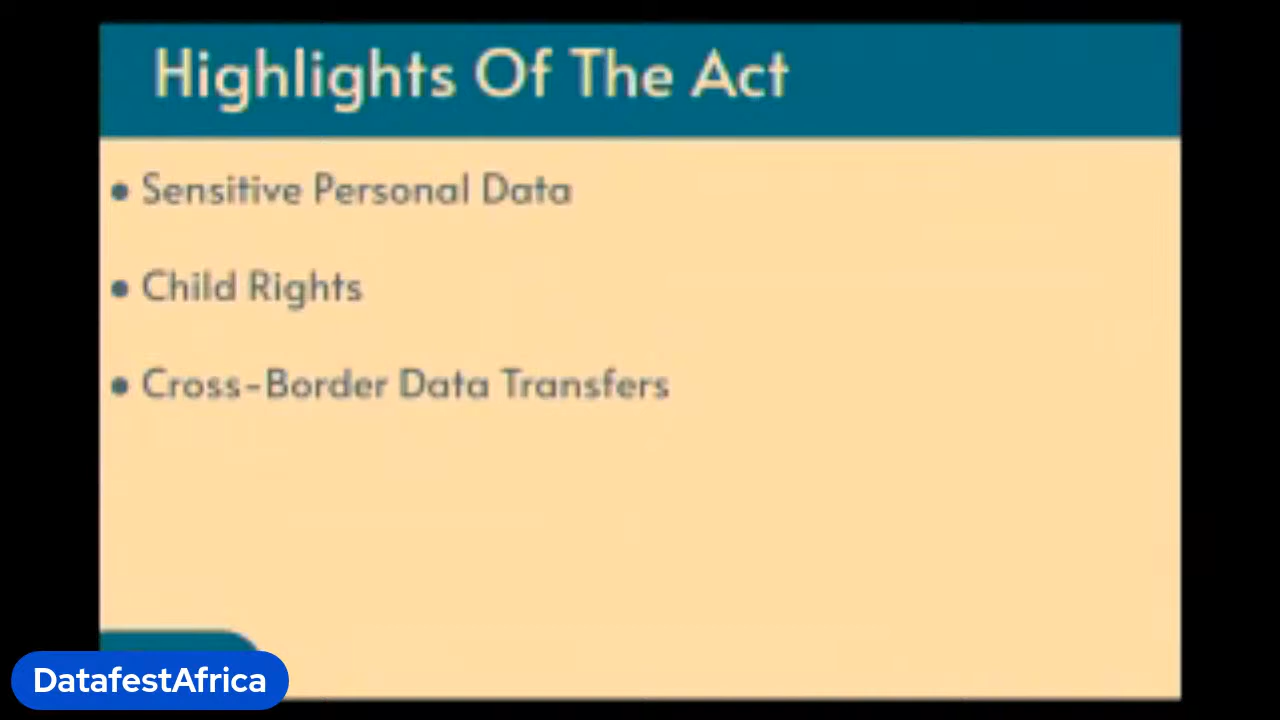 Highlights Of The Act
• Sensitive Personal Data
• Child Rights
• Cross-Border Data Transfers
DatafestAfrica